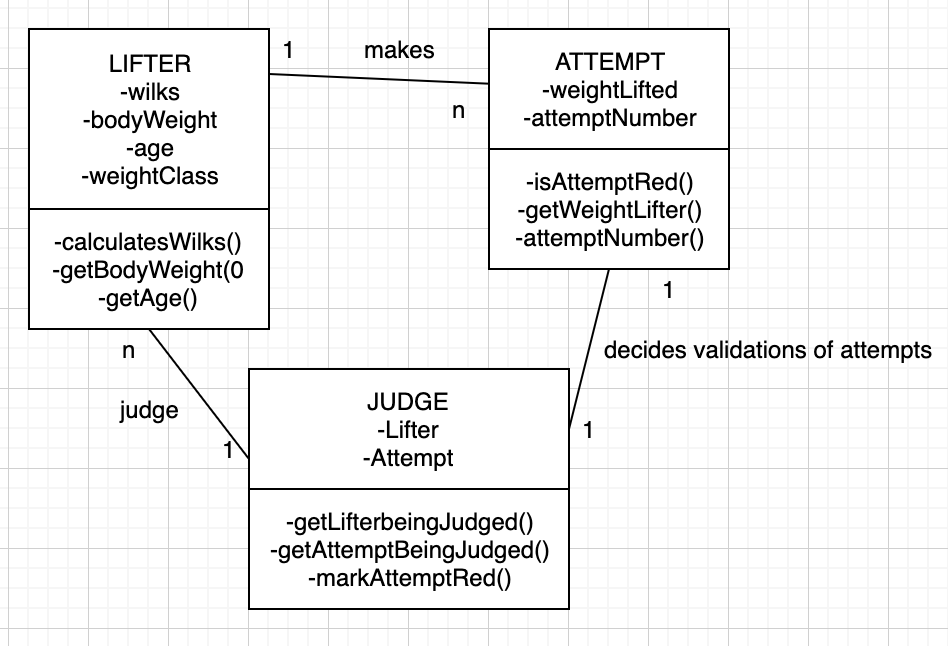 LIFTER
-wilks
-bodyWeight
-age
-weightClass
-calculatesWilks()
-getBodyWeight(0
-getAge()
1
makes
n
ATTEMPT
-weightLifted
-attemptNumber
-isAttemptRed()
-getWeightLifter()
-attemptNumber()
n
judge
1
1
decides validations of attempts
1
JUDGE
-Lifter
-Attempt
-getLifterbeingJudged()
-getAttemptBeingJudged()
-markAttemptRed()